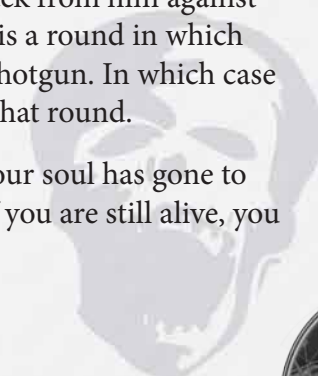 from him against
is a round in which
hotgun. In which case
hat round.
our soul has gone to
you are still alive, you